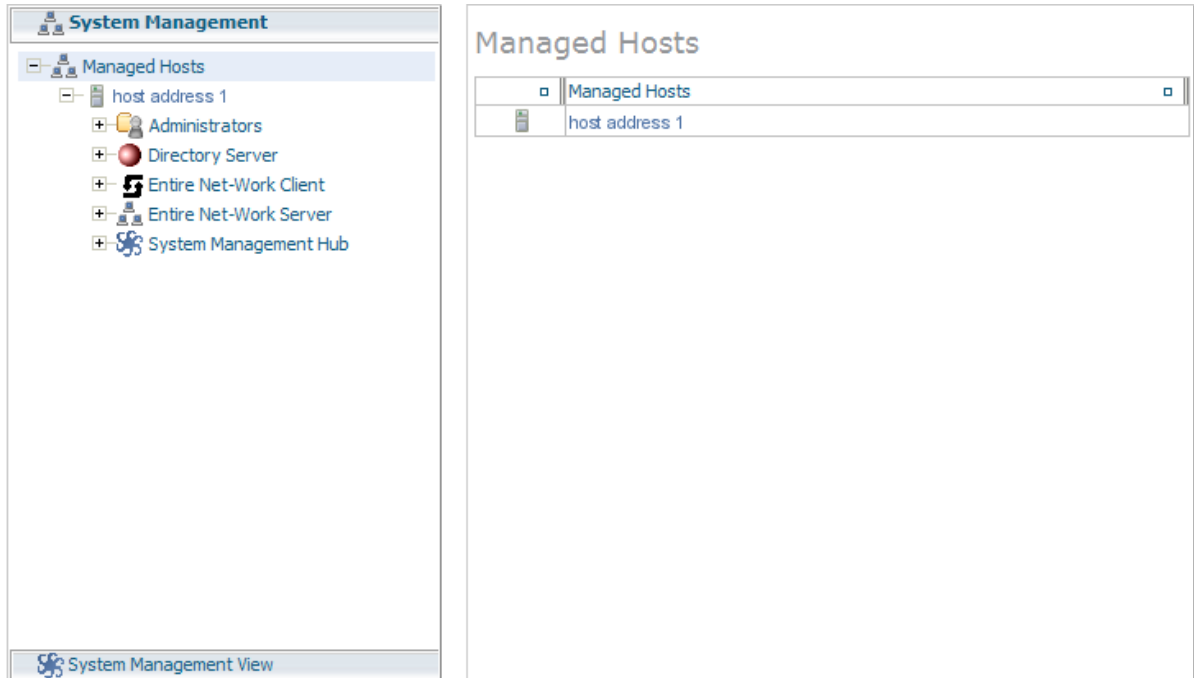 System Management
Managed Hosts
host address 1
Administrators
Directory Server
Entire Net-Work Client
Entire Net-Work Server
System Management Hub
System Management View
Managed Hosts
Managed Hosts
host address 1